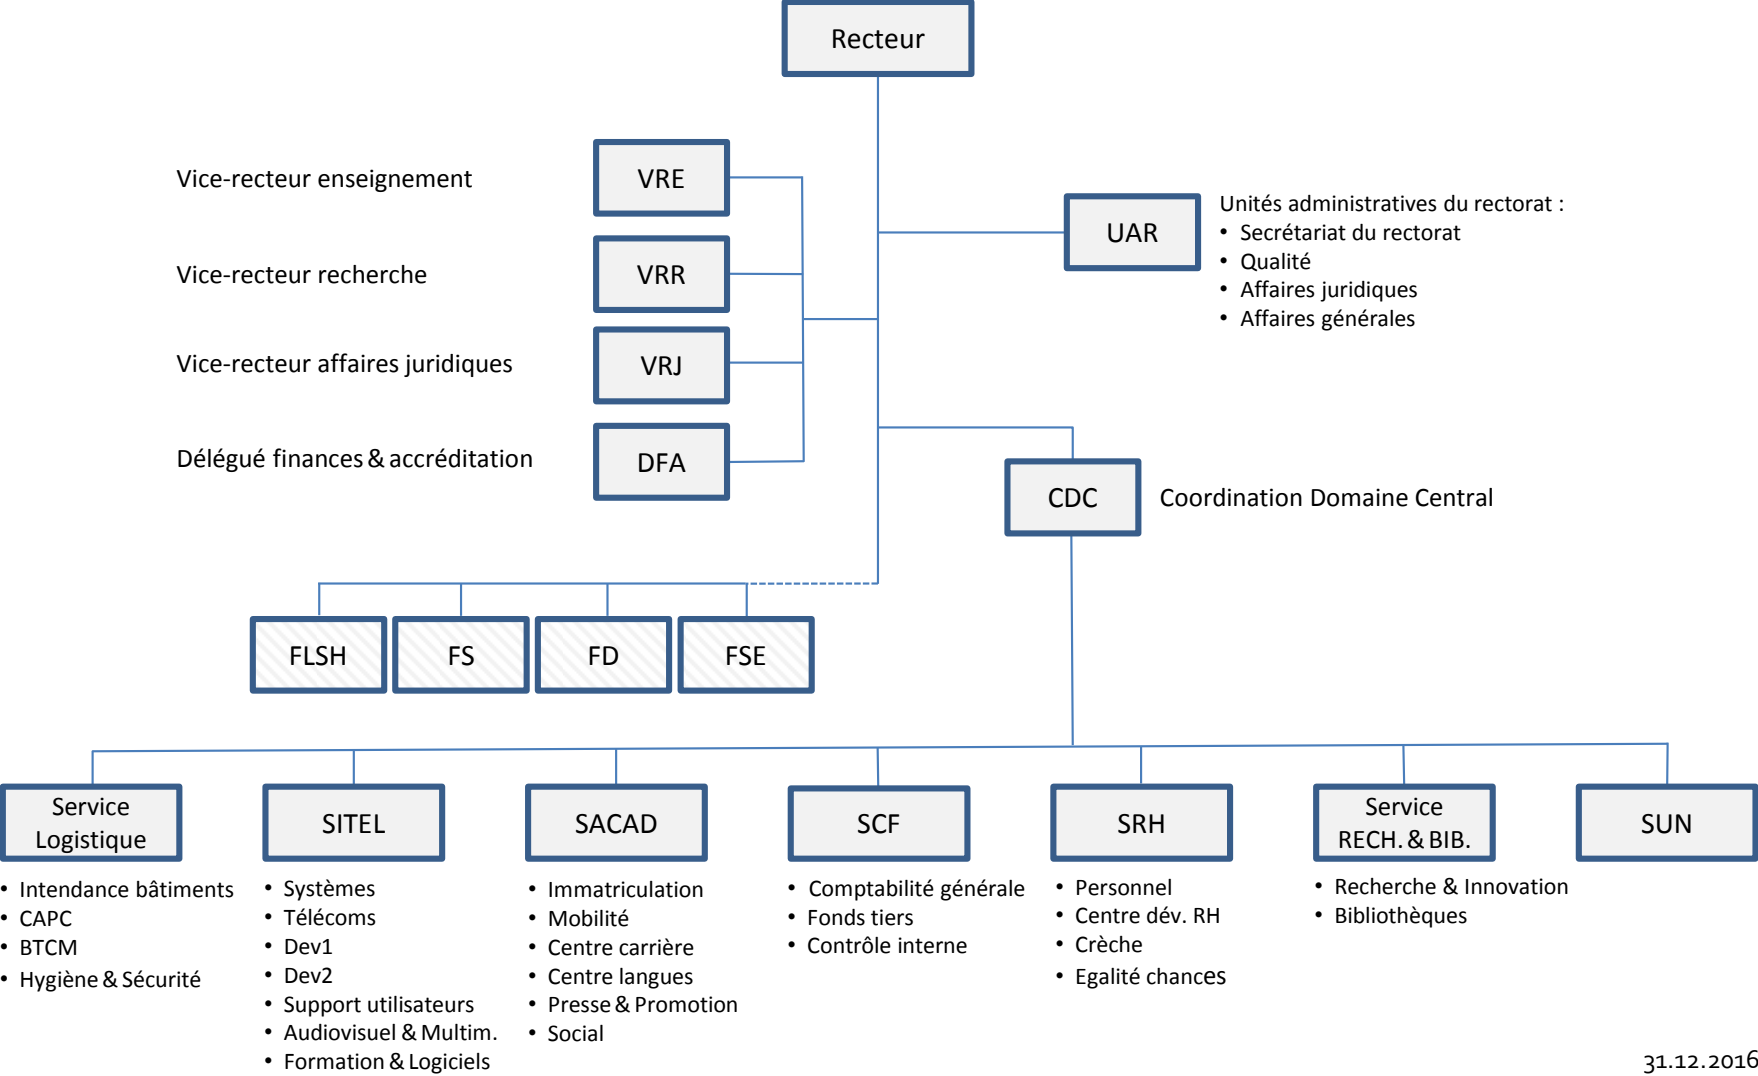 Recteur
Vice-recteur enseignement
VRE
Vice-recteur recherche
VRR
Vice-recteur affaires juridiques
VRJ
Délégué finances & accréditation
DFA
UAR
Unités administratives du rectorat :
• Secrétariat du rectorat
• Qualité
• Affaires juridiques
• Affaires générales
CDC
Coordination Domaine Central
FLSH
FS
FD
FSE
Service
Logistique
• Intendance bâtiments
• CAPC
• BTCM
• Hygiène & Sécurité
SITEL
• Systèmes
• Télécoms
• Dev1
• Dev2
• Support utilisateurs
• Audiovisuel & Multim.
• Formation & Logiciels
SACAD
• Immatriculation
• Mobilité
• Centre carrière
• Centre langues
• Presse & Promotion
• Social
SCF
• Comptabilité générale
• Fonds tiers
• Contrôle interne
SRH
• Personnel
• Centre dév. RH
• Crèche
• Egalité chances
Service
RECH. & BIB.
• Recherche & Innovation
• Bibliothèques
SUN
31.12.2016